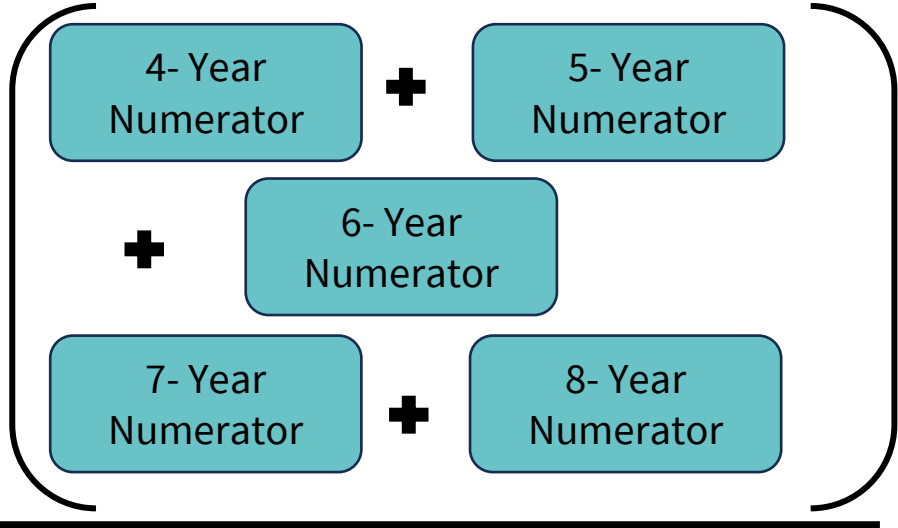 4- Year
Numerator
+
5- Year
Numerator
+
6- Year
Numerator
7- Year
Numerator
+
8- Year
Numerator